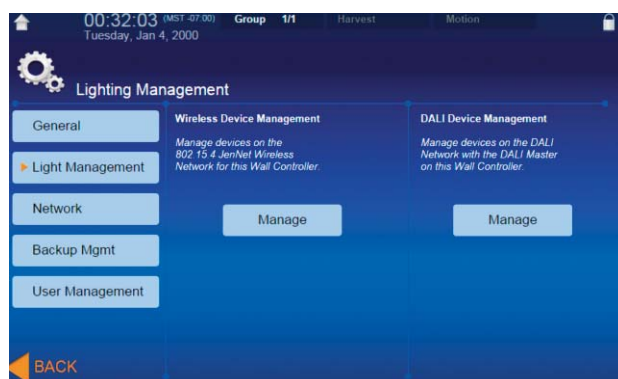 00:32:03 (MST -07:00) Group 1/1 Harvest Motion
Tuesday, Jan 4, 2000
Lighting Management
General
Light Management
Network
Backup Mgmt
User Management
Wireless Device Management
Manage devices on the
802 15 4 JenNet Wireless
Network for this Wall Controller.
Manage
DALI Device Management
Manage devices on the DALI
Network with the DALI Master
on this Wall Controller.
Manage
BACK